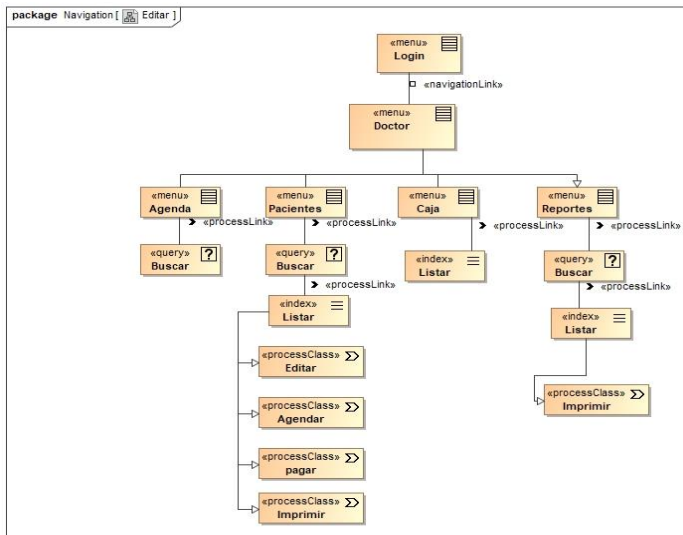 package Navigation [ Editar ]
«menu»
Login
«navigationLink»
«menu»
Doctor
«menu»
Agenda
«processLink»
«query»
Buscar
«menu»
Pacientes
«processLink»
«query»
Buscar
«processLink»
«index»
Listar
«processClass»
Editar
«processClass»
Agendar
«processClass»
pagar
«processClass»
Imprimir
«menu»
Caja
«processLink»
«index»
Listar
«menu»
Reportes
«processLink»
«query»
Buscar
«processLink»
«index»
Listar
«processClass»
Imprimir